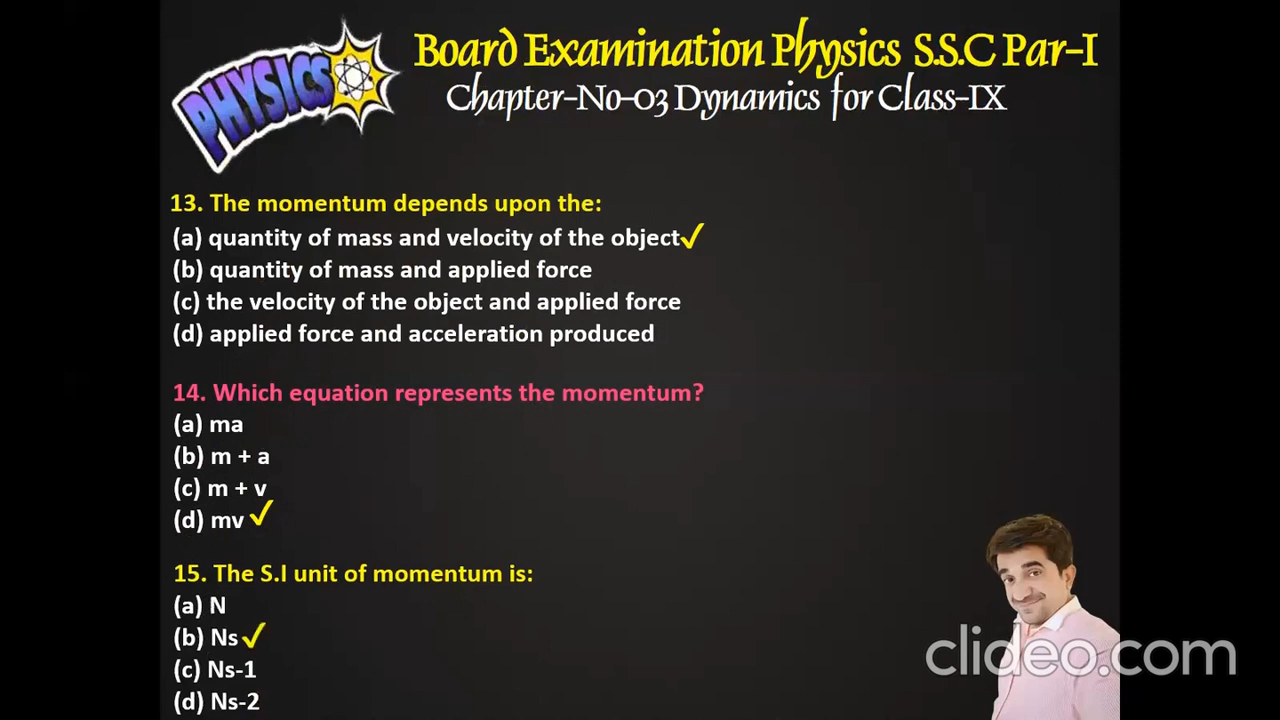 PHYSICS
Board Examination Physics S.S.C Par-I
Chapter-No-03 Dynamics for Class-IX
13. The momentum depends upon the:
(a) quantity of mass and velocity of the object✓
(b) quantity of mass and applied force
(c) the velocity of the object and applied force
(d) applied force and acceleration produced
14. Which equation represents the momentum?
(a) ma
(b) m + a
(c) m + v
(d) mv ✓
15. The S.I unit of momentum is:
(a) N
(b) Ns ✓
(c) Ns-1
(d) Ns-2
clideo.com